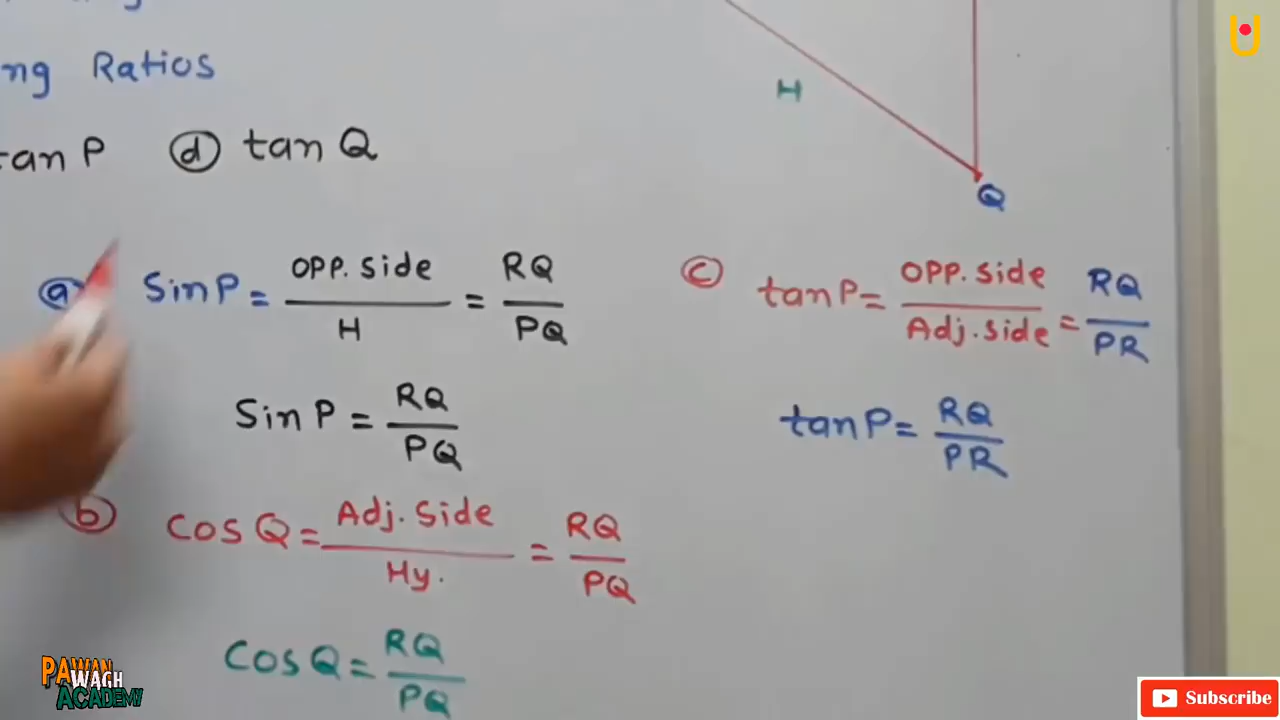 ng Ratios
tan P (d) tan Q
H
Q
(a) Sin P = Opp. Side / H = RQ / PQ
Sin P = RQ / PQ
(b) Cos Q = Adj. Side / Hy. = RQ / PQ
Cos Q = RQ / PQ
(c) tan P = Opp. Side / Adj. Side = RQ / PR
tan P = RQ / PR
PAWAN
WAGH
ACADEMY
Subscribe